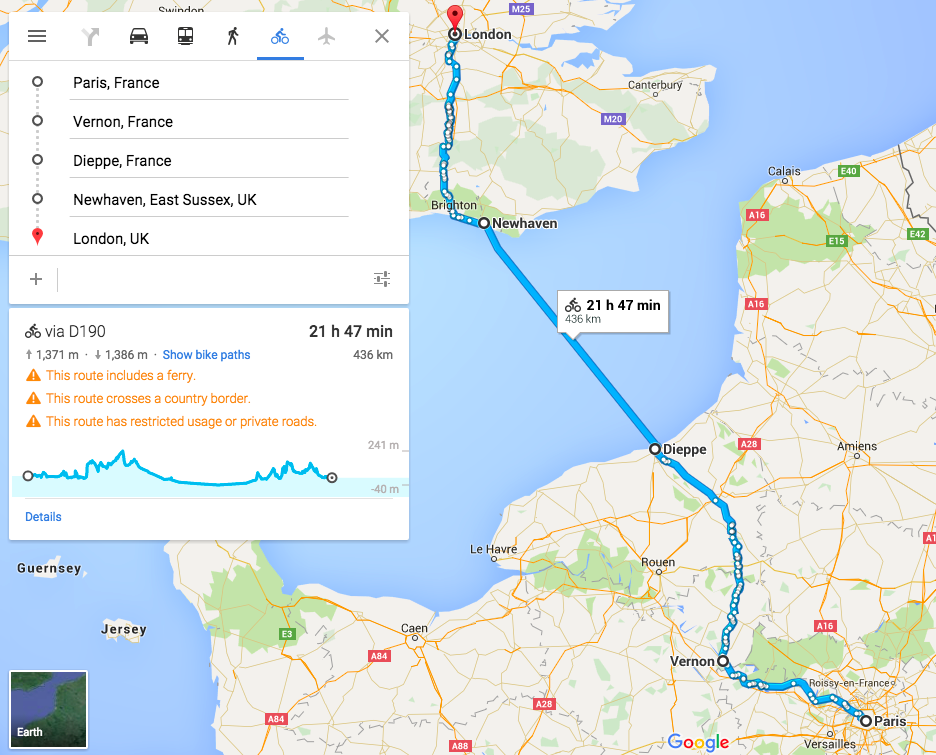 Swindon
M25
London
Paris, France
Vernon, France
Dieppe, France
Newhaven, East Sussex, UK
London, UK
Canterbury
M20
Calais
E40
A16
E15
E42
Brighton
Newhaven
via D190
21 h 47 min
1,371 m · 1,386 m · Show bike paths
436 km
This route includes a ferry.
This route crosses a country border.
This route has restricted usage or private roads.
241 m
-40 m
Details
21 h 47 min
436 km
A16
Dieppe
A28
Amiens
A1
Le Havre
Rouen
Guernsey
Jersey
E3
Caen
A84
A16
Vernon
Roissy-en-France
A28
A84
A88
Paris
Versailles
Earth
Google